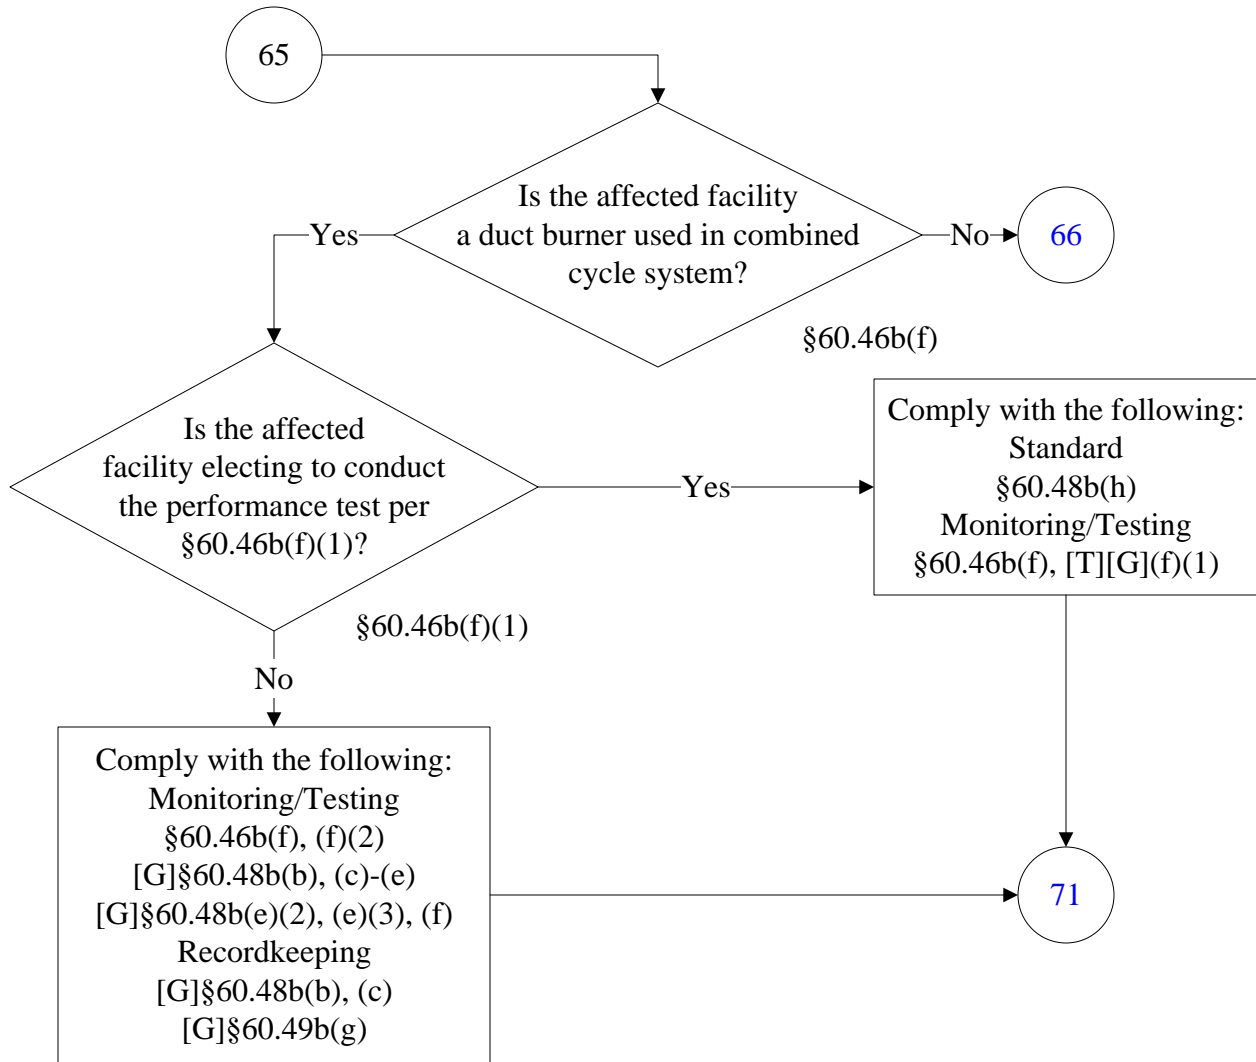 65
Is the affected facility
a duct burner used in combined
cycle system?
Yes
No
66
§60.46b(f)
Is the affected
facility electing to conduct
the performance test per
§60.46b(f)(1)?
Yes
§60.46b(f)(1)
No
Comply with the following:
Standard
§60.48b(h)
Monitoring/Testing
§60.46b(f), [T][G](f)(1)
Comply with the following:
Monitoring/Testing
§60.46b(f), (f)(2)
[G]§60.48b(b), (c)-(e)
[G]§60.48b(e)(2), (e)(3), (f)
Recordkeeping
[G]§60.48b(b), (c)
[G]§60.49b(g)
71